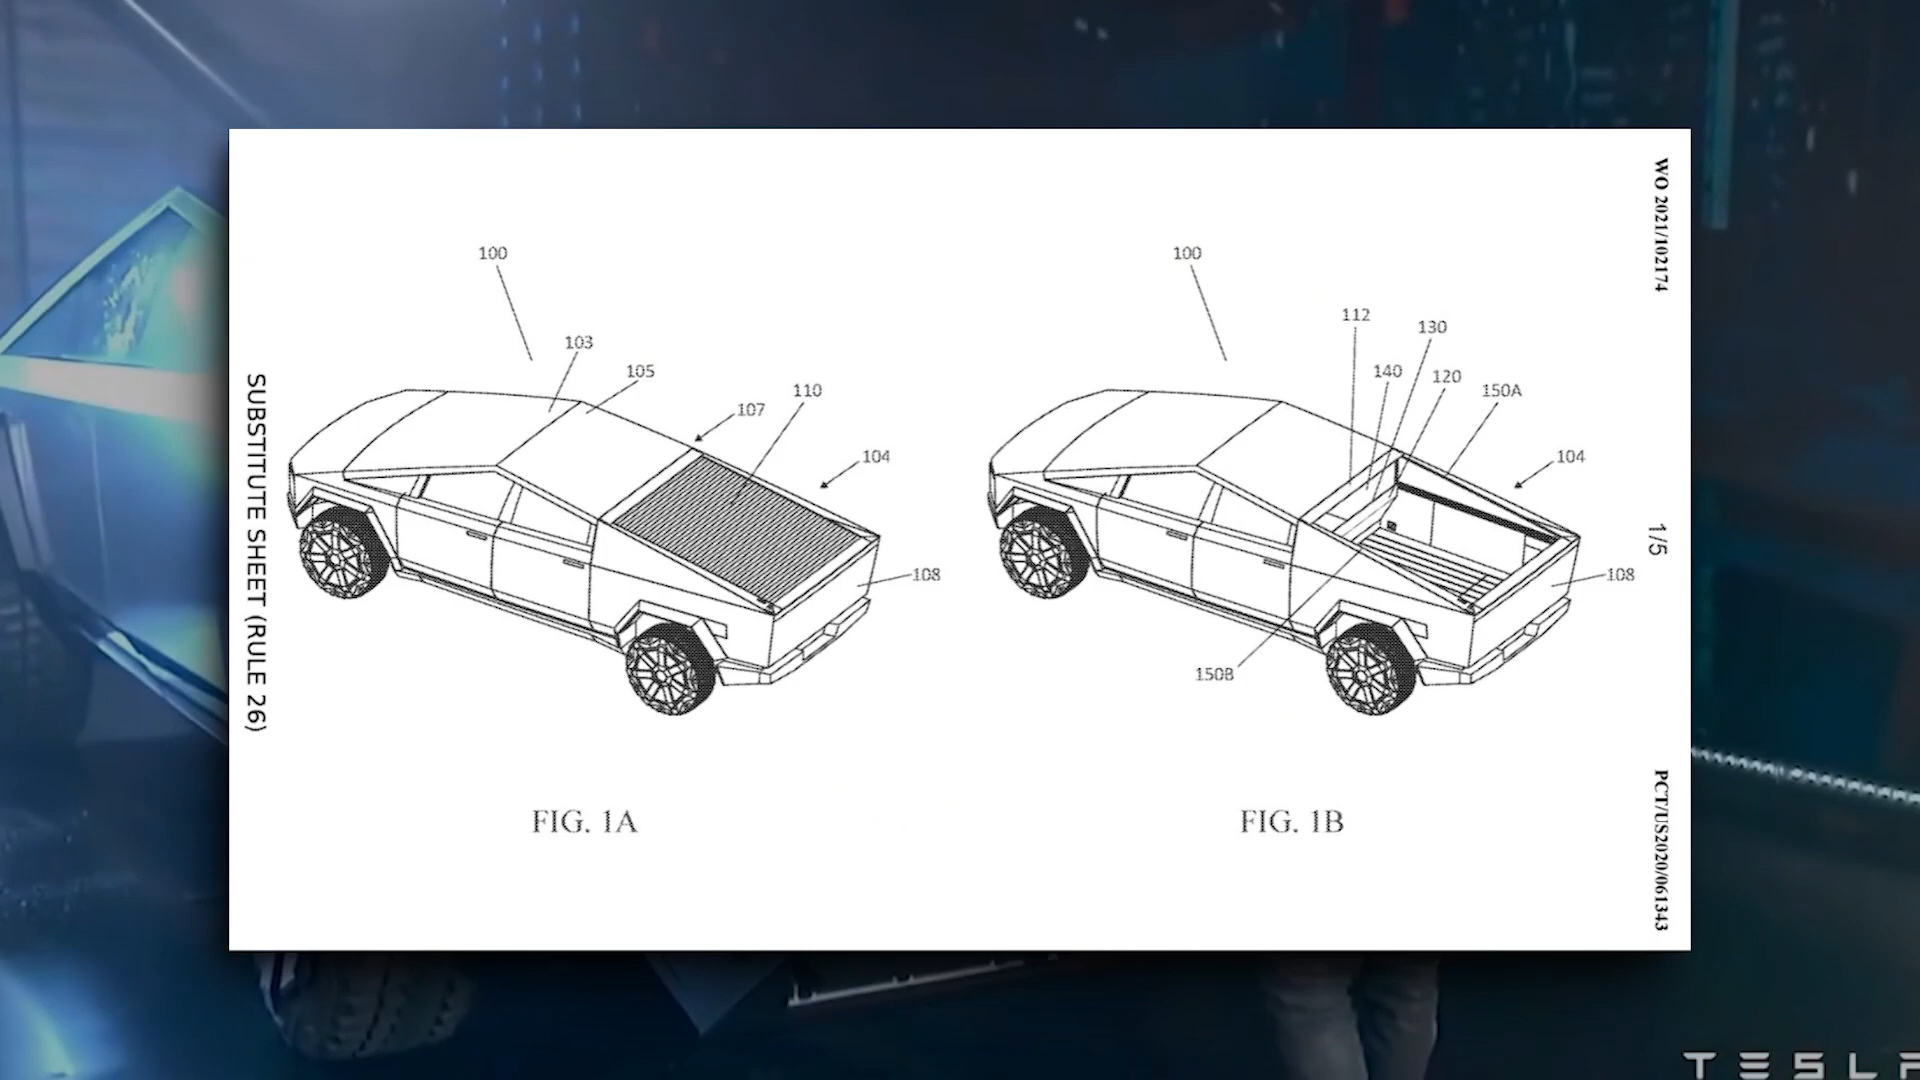 SUBSTITUTE SHEET (RULE 26)
100
103
105
110
107
104
108
FIG. 1A
100
112
130
140
120
150A
104
108
150B
FIG. 1B
WO 2021/102174
1/5
PCT/US2020/061343
TESLA